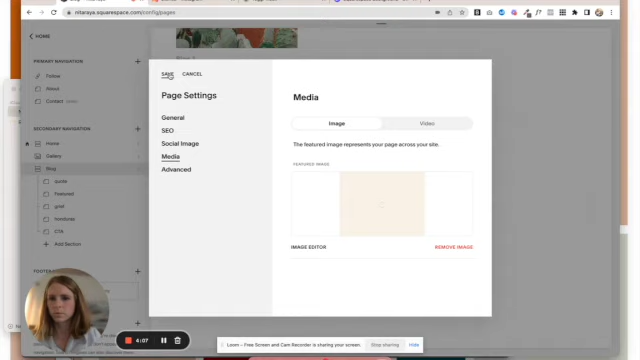 nitaraya.squarespace.com/config/pages
HOME
PRIMARY NAVIGATION
Follow
About
Contact
SECONDARY NAVIGATION
Home
Gallery
Blog
quote
Featured
grief
honduras
CTA
Add Section
SAVE
CANCEL
Page Settings
General
SEO
Social Image
Media
Advanced
Media
Image
Video
The featured image represents your page across your site.
FEATURED IMAGE
IMAGE EDITOR
REMOVE IMAGE
4:07
Loom – Free Screen and Cam Recorder is sharing your screen.
Stop sharing
Hide